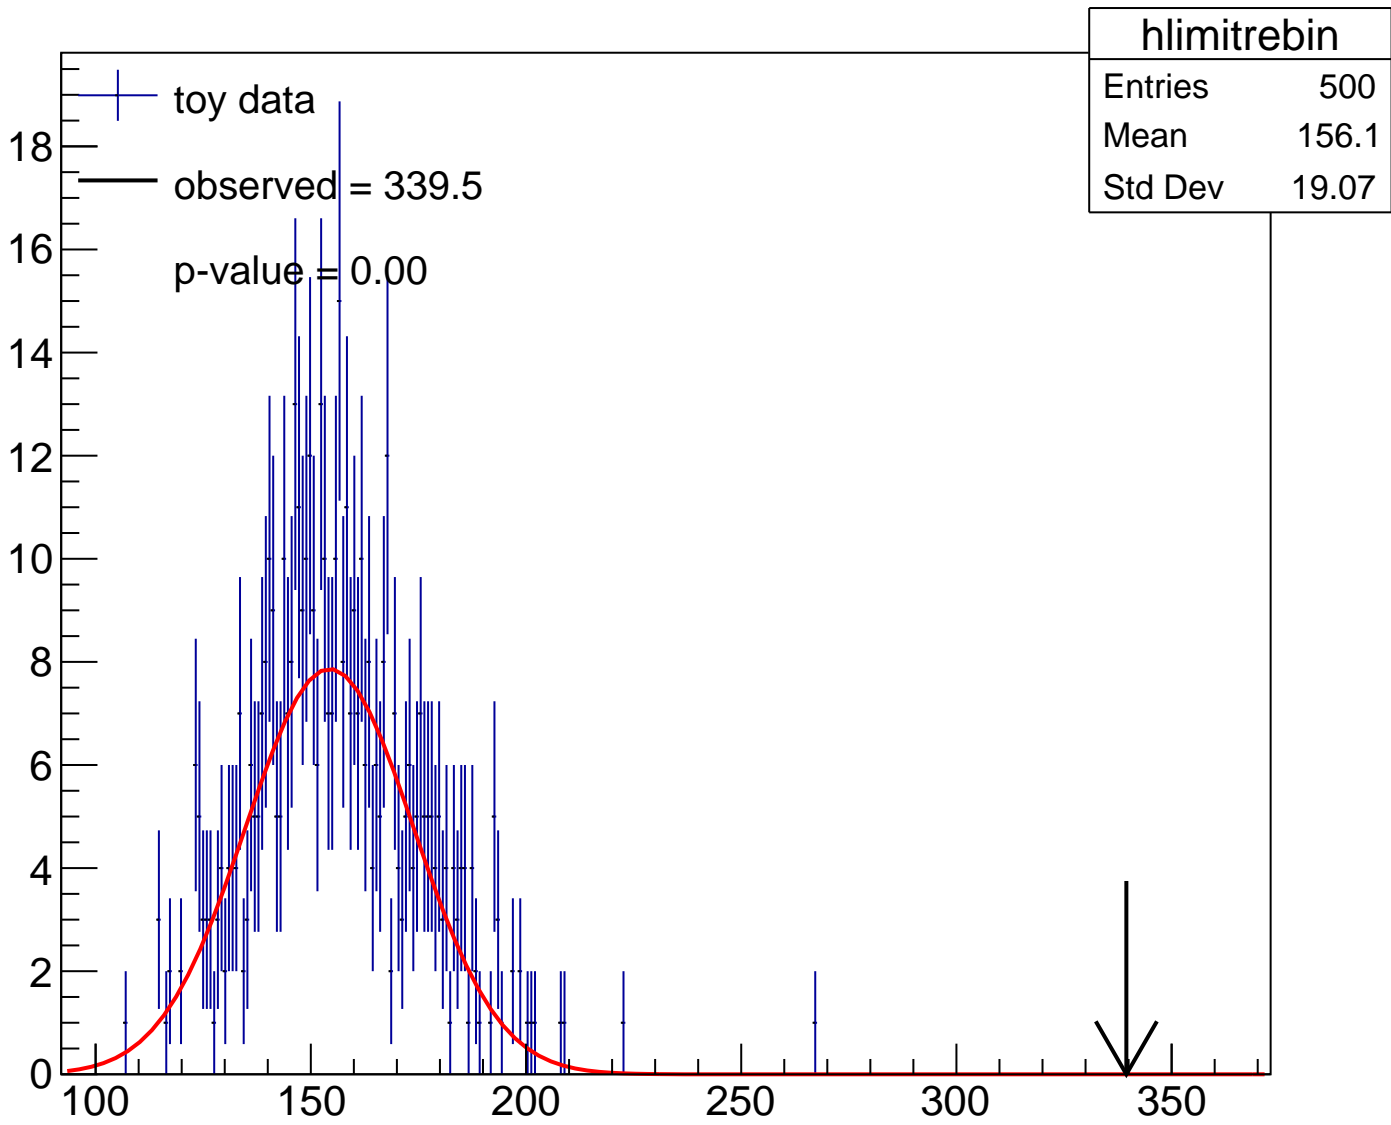 hlimitrebin
Entries 500
Mean 156.1
Std Dev 19.07
toy data
observed = 339.5
p-value = 0.00
18
16
14
12
10
8
6
4
2
0
100 150 200 250 300 350